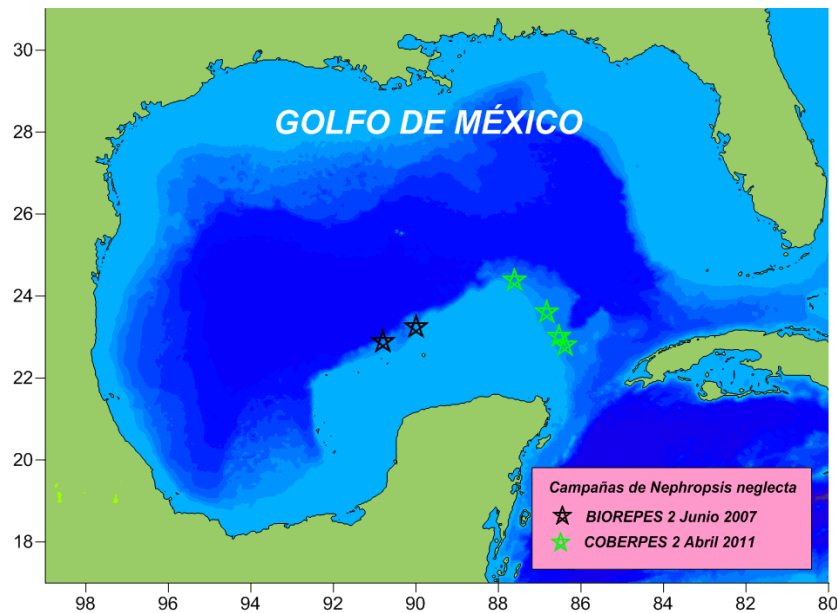 30
GOLFO DE MÉXICO
28
26
24
22
20
18
Campañas de Nephropsis neglecta
BIOREPES 2 Junio 2007
COBERPES 2 Abril 2011
98 96 94 92 90 88 86 84 82 80